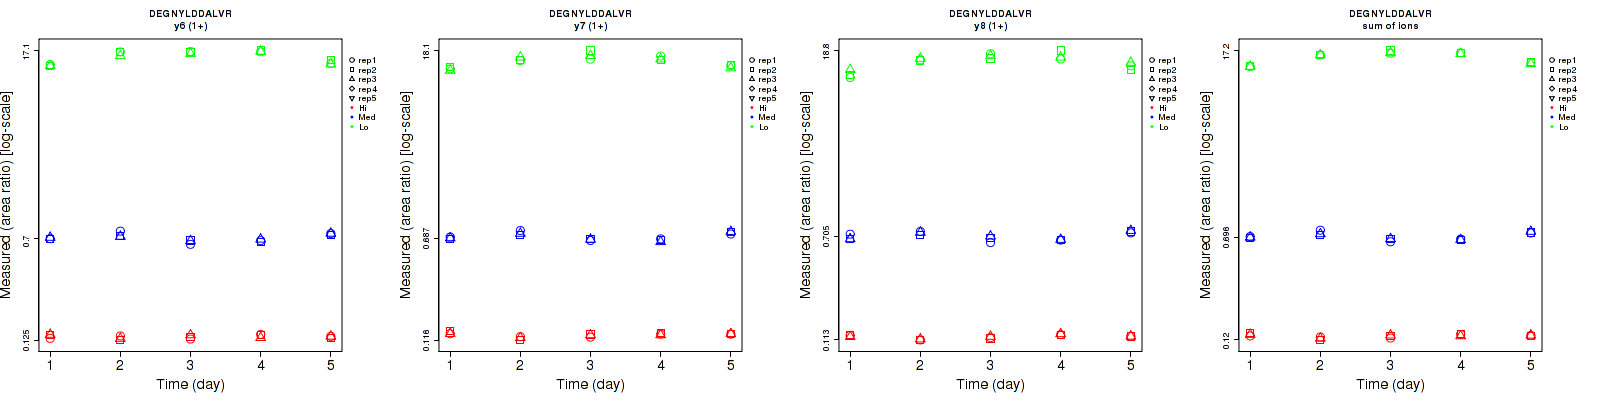 DEGNYLDDALVR
y6 (1+)
Measured (area ratio) [log-scale]
17.1
0.7
0.125
1 2 3 4 5
Time (day)
rep1
rep2
rep3
rep4
rep5
Hi
Med
Lo
DEGNYLDDALVR
y7 (1+)
Measured (area ratio) [log-scale]
18.1
0.687
0.116
1 2 3 4 5
Time (day)
rep1
rep2
rep3
rep4
rep5
Hi
Med
Lo
DEGNYLDDALVR
y8 (1+)
Measured (area ratio) [log-scale]
18.8
0.705
0.113
1 2 3 4 5
Time (day)
rep1
rep2
rep3
rep4
rep5
Hi
Med
Lo
DEGNYLDDALVR
sum of ions
Measured (area ratio) [log-scale]
17.2
0.696
0.12
1 2 3 4 5
Time (day)
rep1
rep2
rep3
rep4
rep5
Hi
Med
Lo